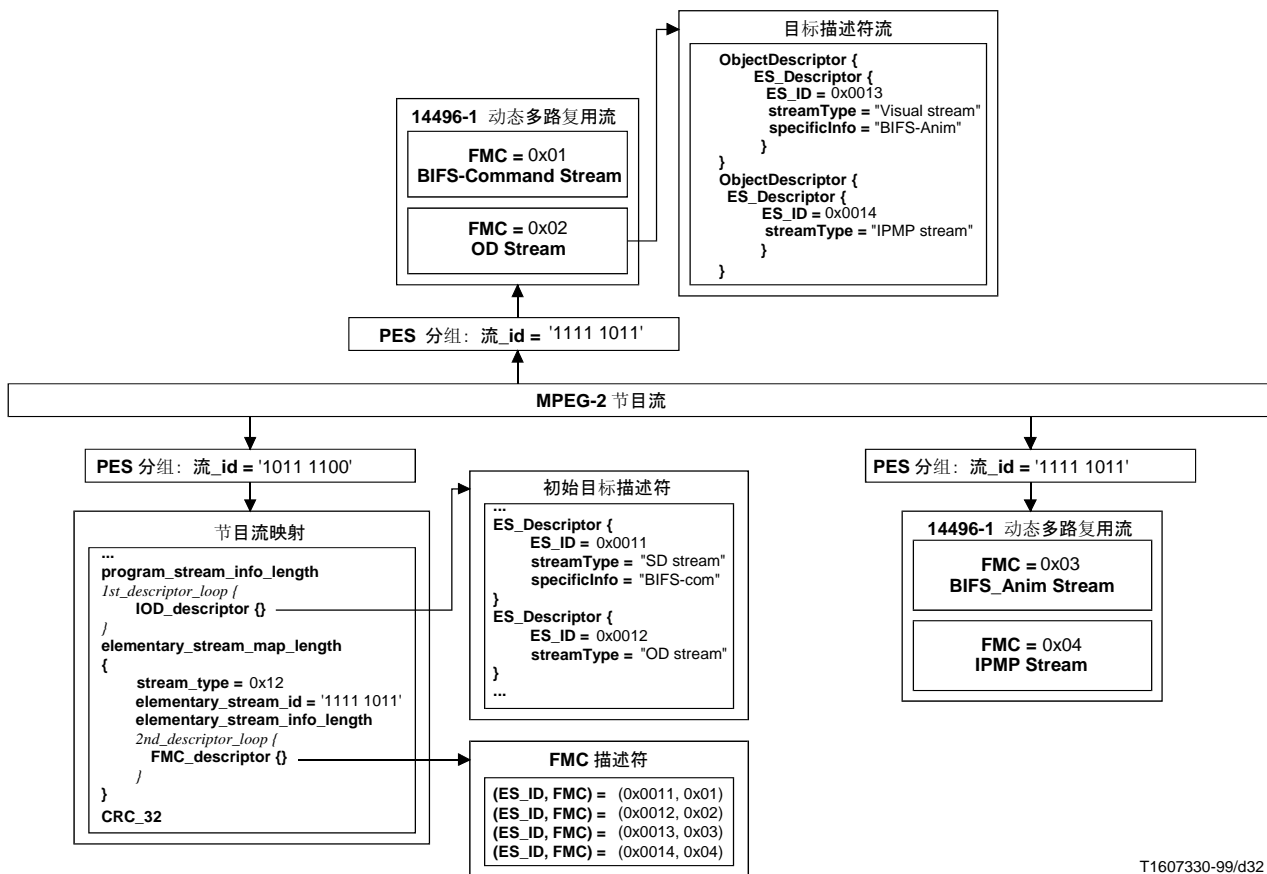 目标描述符流
ObjectDescriptor {
ES_Descriptor {
ES_ID = 0x0013
streamType = "Visual stream"
specificInfo = "BIFS-Anim"
}
}
ObjectDescriptor {
ES_Descriptor {
ES_ID = 0x0014
streamType = "IPMP stream"
}
}
14496-1 动态多路复用流
FMC = 0x01
BIFS-Command Stream
FMC = 0x02
OD Stream
PES 分组：流_id = '1111 1011'
MPEG-2 节目流
PES 分组：流_id = '1011 1100'
节目流映射
...
program_stream_info_length
1st_descriptor_loop {
IOD_descriptor {}
}
elementary_stream_map_length
{
stream_type = 0x12
elementary_stream_id = '1111 1011'
elementary_stream_info_length
2nd_descriptor_loop {
FMC_descriptor {}
}
}
CRC_32
初始目标描述符
...
ES_Descriptor {
ES_ID = 0x0011
streamType = "SD stream"
specificInfo = "BIFS-com"
}
ES_Descriptor {
ES_ID = 0x0012
streamType = "OD stream"
}
...
FMC 描述符
(ES_ID, FMC) = (0x0011, 0x01)
(ES_ID, FMC) = (0x0012, 0x02)
(ES_ID, FMC) = (0x0013, 0x03)
(ES_ID, FMC) = (0x0014, 0x04)
PES 分组：流_id = '1111 1011'
14496-1 动态多路复用流
FMC = 0x03
BIFS_Anim Stream
FMC = 0x04
IPMP Stream
T1607330-99/d32